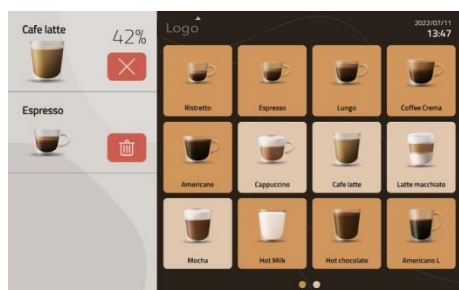 Cafe latte
42%
Espresso
Logo
2022/07/11
13:47
Ristretto
Espresso
Lungo
Coffee Crema
Americano
Cappuccino
Cafe latte
Latte macchiato
Mocha
Hot Milk
Hot chocolate
Americano L